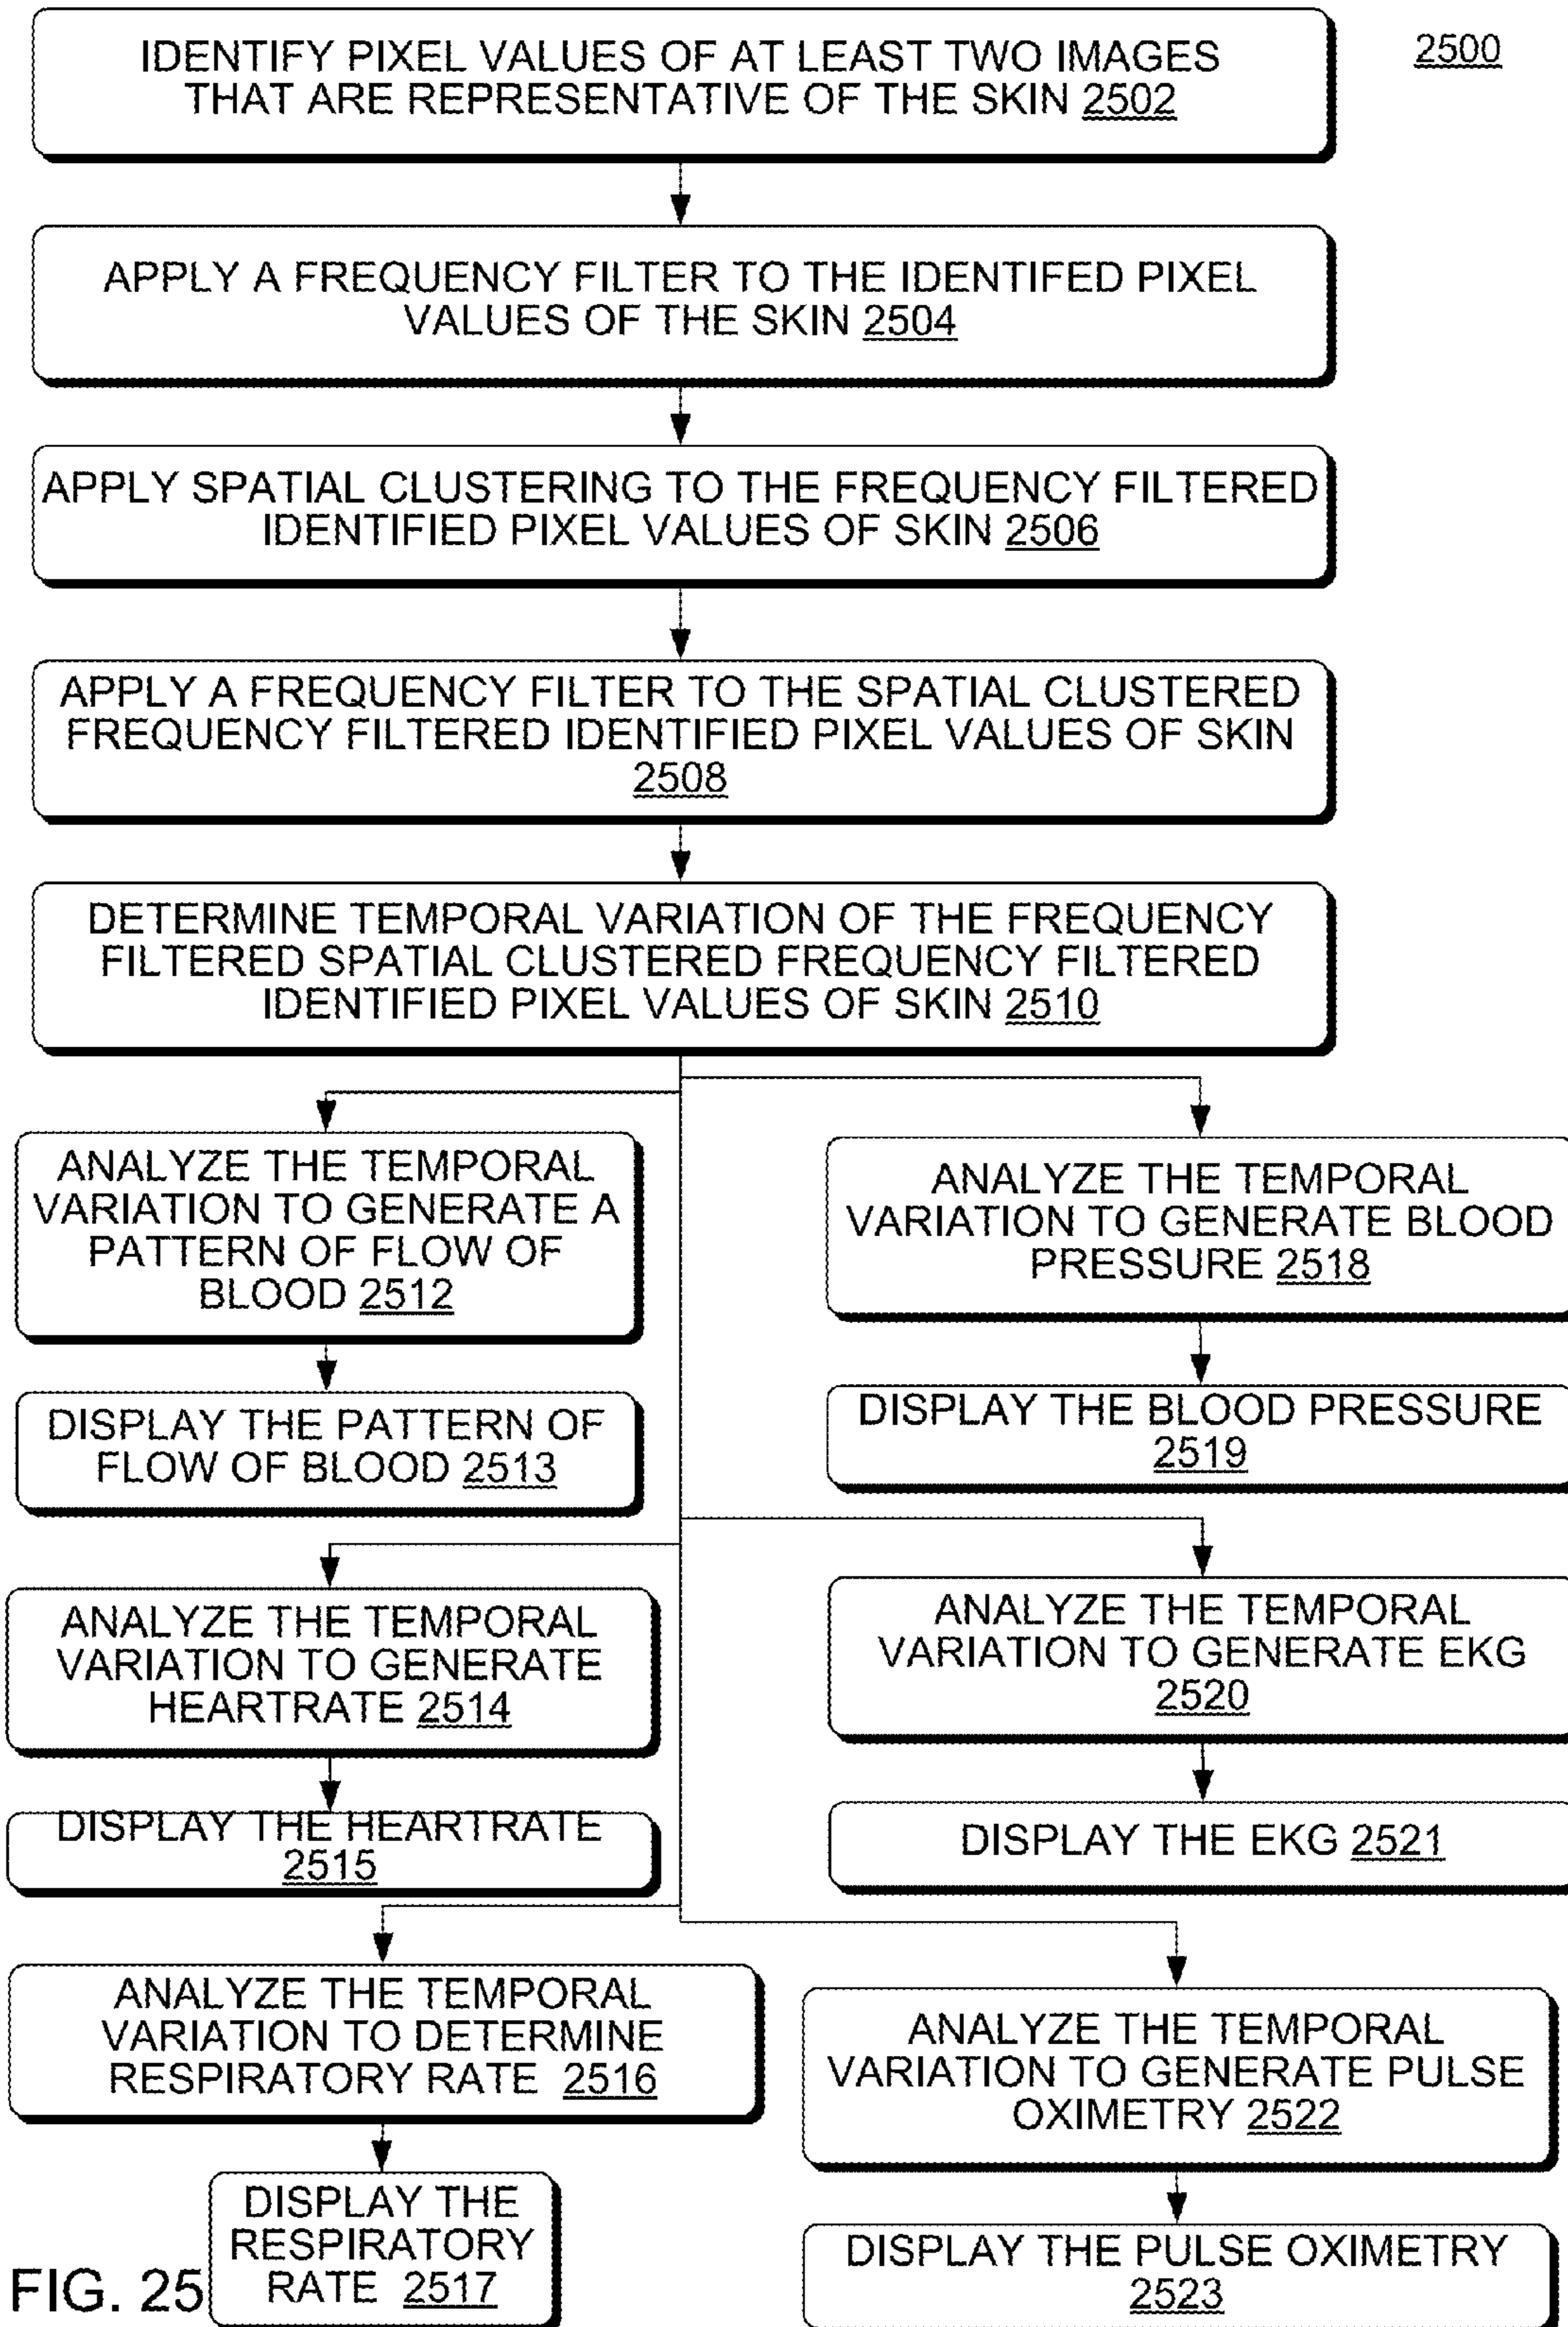 2500
IDENTIFY PIXEL VALUES OF AT LEAST TWO IMAGES
THAT ARE REPRESENTATIVE OF THE SKIN 2502
APPLY A FREQUENCY FILTER TO THE IDENTIFED PIXEL
VALUES OF THE SKIN 2504
APPLY SPATIAL CLUSTERING TO THE FREQUENCY FILTERED
IDENTIFIED PIXEL VALUES OF SKIN 2506
APPLY A FREQUENCY FILTER TO THE SPATIAL CLUSTERED
FREQUENCY FILTERED IDENTIFIED PIXEL VALUES OF SKIN
2508
DETERMINE TEMPORAL VARIATION OF THE FREQUENCY
FILTERED SPATIAL CLUSTERED FREQUENCY FILTERED
IDENTIFIED PIXEL VALUES OF SKIN 2510
ANALYZE THE TEMPORAL
VARIATION TO GENERATE A
PATTERN OF FLOW OF
BLOOD 2512
DISPLAY THE PATTERN OF
FLOW OF BLOOD 2513
ANALYZE THE TEMPORAL
VARIATION TO GENERATE BLOOD
PRESSURE 2518
DISPLAY THE BLOOD PRESSURE
2519
ANALYZE THE TEMPORAL
VARIATION TO GENERATE
HEARTRATE 2514
DISPLAY THE HEARTRATE
2515
ANALYZE THE TEMPORAL
VARIATION TO GENERATE EKG
2520
DISPLAY THE EKG 2521
ANALYZE THE TEMPORAL
VARIATION TO DETERMINE
RESPIRATORY RATE 2516
DISPLAY THE
RESPIRATORY
RATE 2517
ANALYZE THE TEMPORAL
VARIATION TO GENERATE PULSE
OXIMETRY 2522
DISPLAY THE PULSE OXIMETRY
2523
FIG. 25